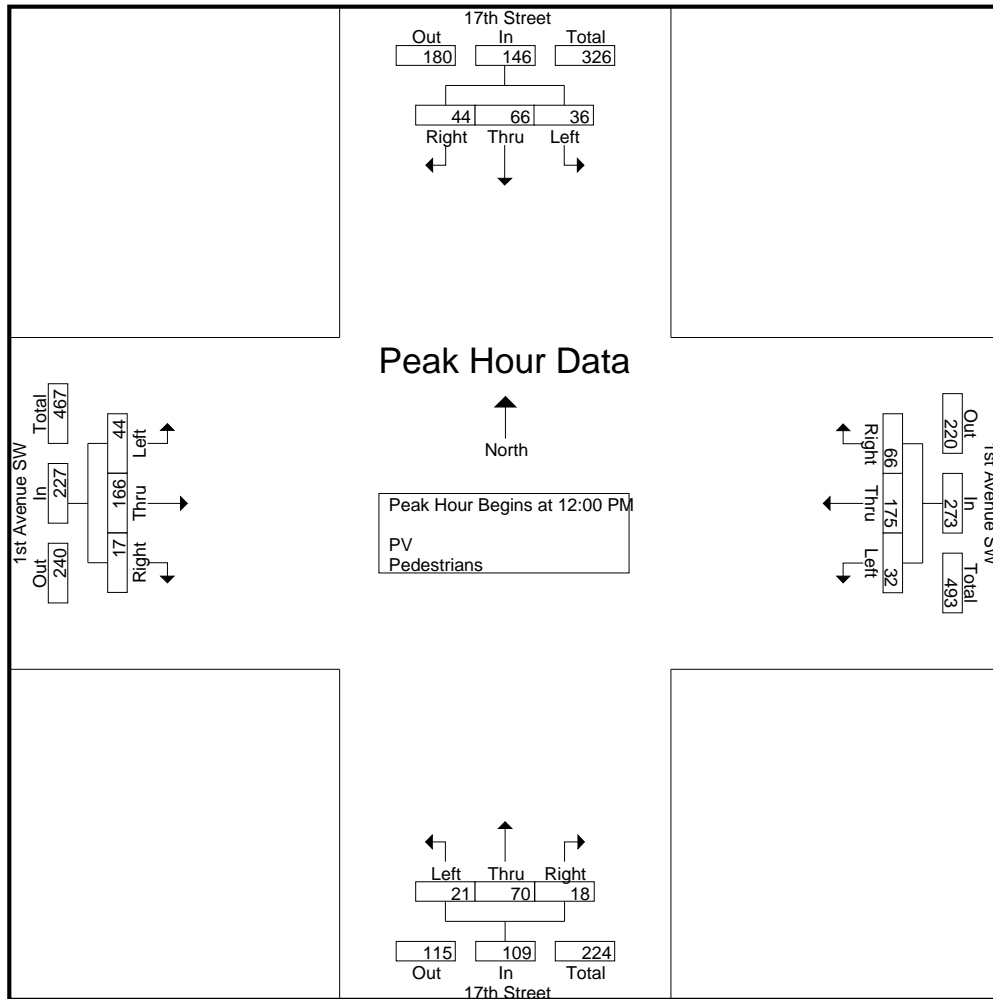 17th Street
Out In Total
180 146 326
44 66 36
Right Thru Left
Peak Hour Data
North
Peak Hour Begins at 12:00 PM
PV
Pedestrians
1st Avenue SW
Out In Total
240 227 467
17 166 44
Right Thru Left
1st Avenue SW
Out In Total
220 273 493
66 175 32
Right Thru Left
Left Thru Right
21 70 18
115 109 224
Out In Total
17th Street